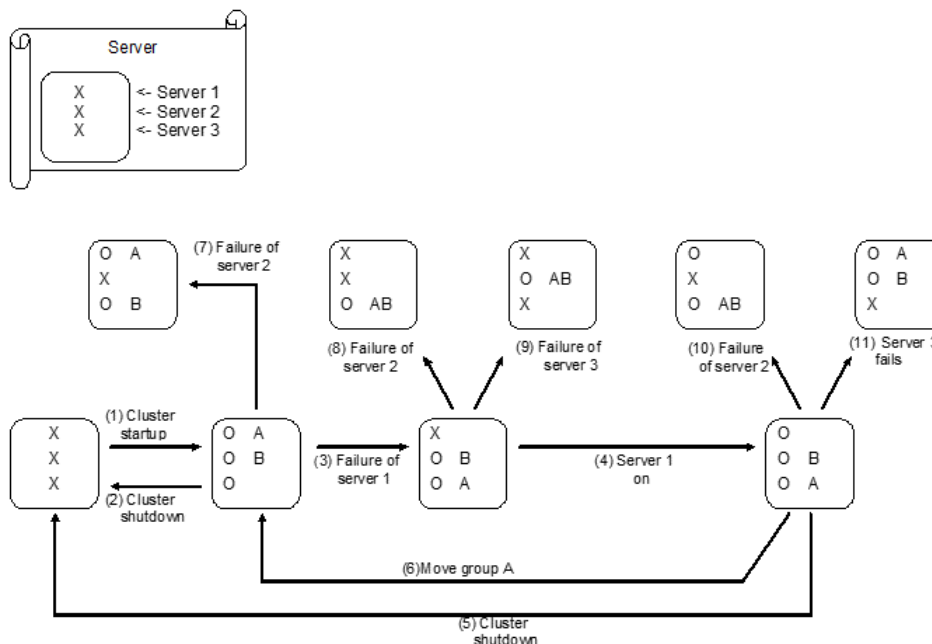 Server
X <- Server 1
X <- Server 2
X <- Server 3
O A
X
O B
(7) Failure of
server 2
X
X
O AB
X
O AB
X
O
X
O AB
O A
O B
X
(8) Failure of
server 2
(9) Failure of
server 3
(10) Failure
of server 2
(11) Server 3
fails
X
X
X
(1) Cluster
startup
(2) Cluster
shutdown
O A
O B
O
(3) Failure of
server 1
X
O B
O A
(4) Server 1
on
O
O B
O A
(6)Move group A
(5) Cluster
shutdown